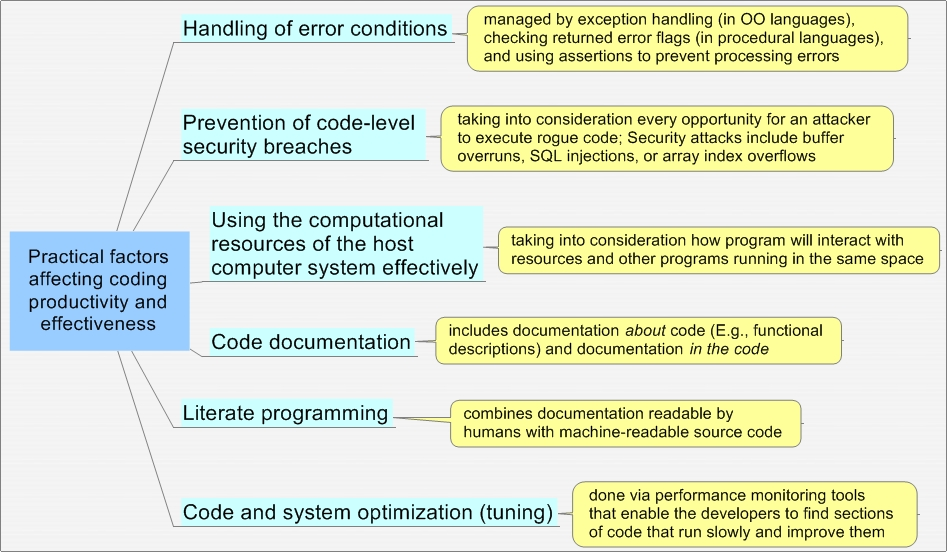 Handling of error conditions
managed by exception handling (in OO languages),
checking returned error flags (in procedural languages),
and using assertions to prevent processing errors
Prevention of code-level
security breaches
taking into consideration every opportunity for an attacker
to execute rogue code; Security attacks include buffer
overruns, SQL injections, or array index overflows
Practical factors
affecting coding
productivity and
effectiveness
Using the computational
resources of the host
computer system effectively
taking into consideration how program will interact with
resources and other programs running in the same space
Code documentation
includes documentation about code (E.g., functional
descriptions) and documentation in the code
Literate programming
combines documentation readable by
humans with machine-readable source code
Code and system optimization (tuning)
done via performance monitoring tools
that enable the developers to find sections
of code that run slowly and improve them